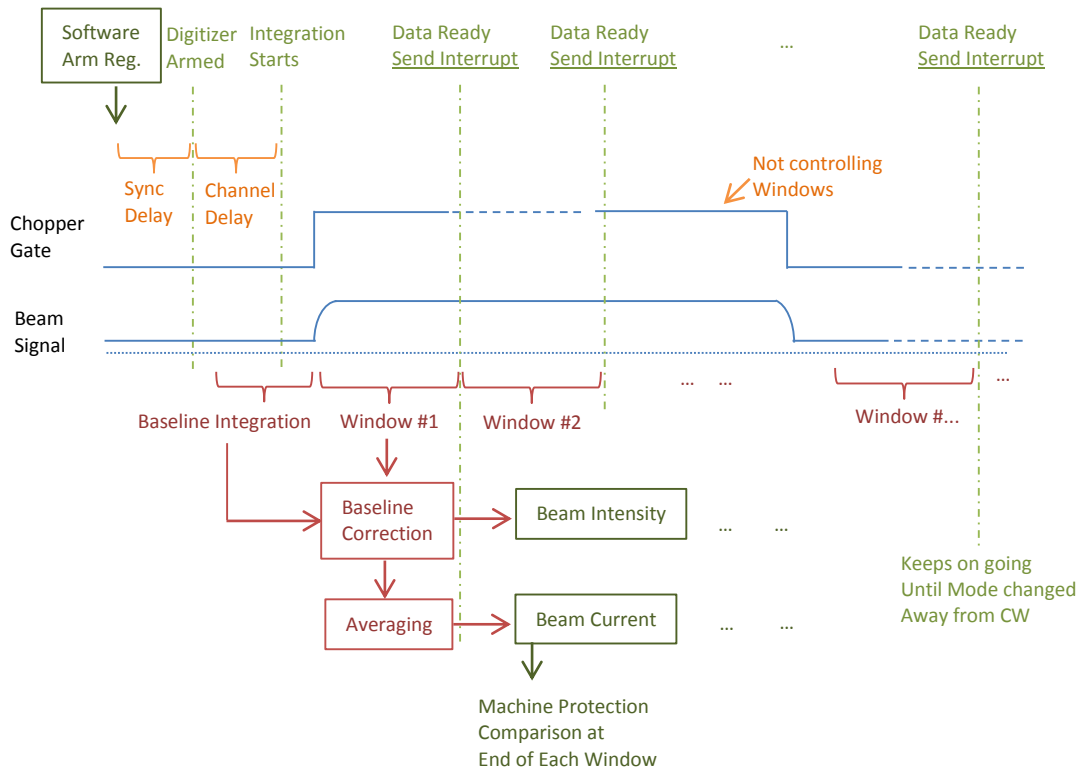 Software
Arm Reg.
Digitizer
Armed
Integration
Starts
Data Ready
Send Interrupt
Data Ready
Send Interrupt
...
Data Ready
Send Interrupt
Sync
Delay
Channel
Delay
Not controlling
Windows
Chopper
Gate
Beam
Signal
Baseline Integration
Window #1
Window #2
... ...
Window #...
...
Baseline
Correction
Beam Intensity
... ...
Averaging
Beam Current
... ...
Keeps on going
Until Mode changed
Away from CW
Machine Protection
Comparison at
End of Each Window